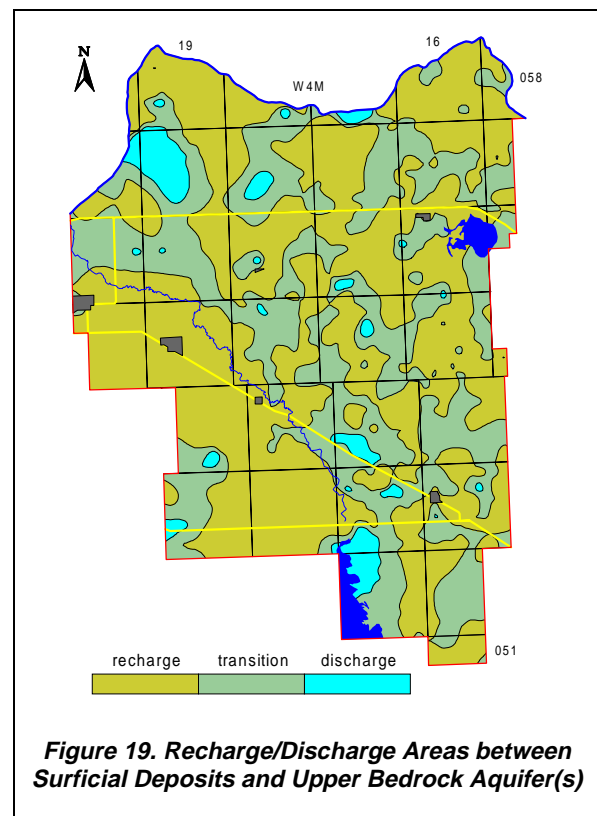 N
19
16
W4M
058
051
recharge transition discharge
Figure 19. Recharge/Discharge Areas between
Surficial Deposits and Upper Bedrock Aquifer(s)